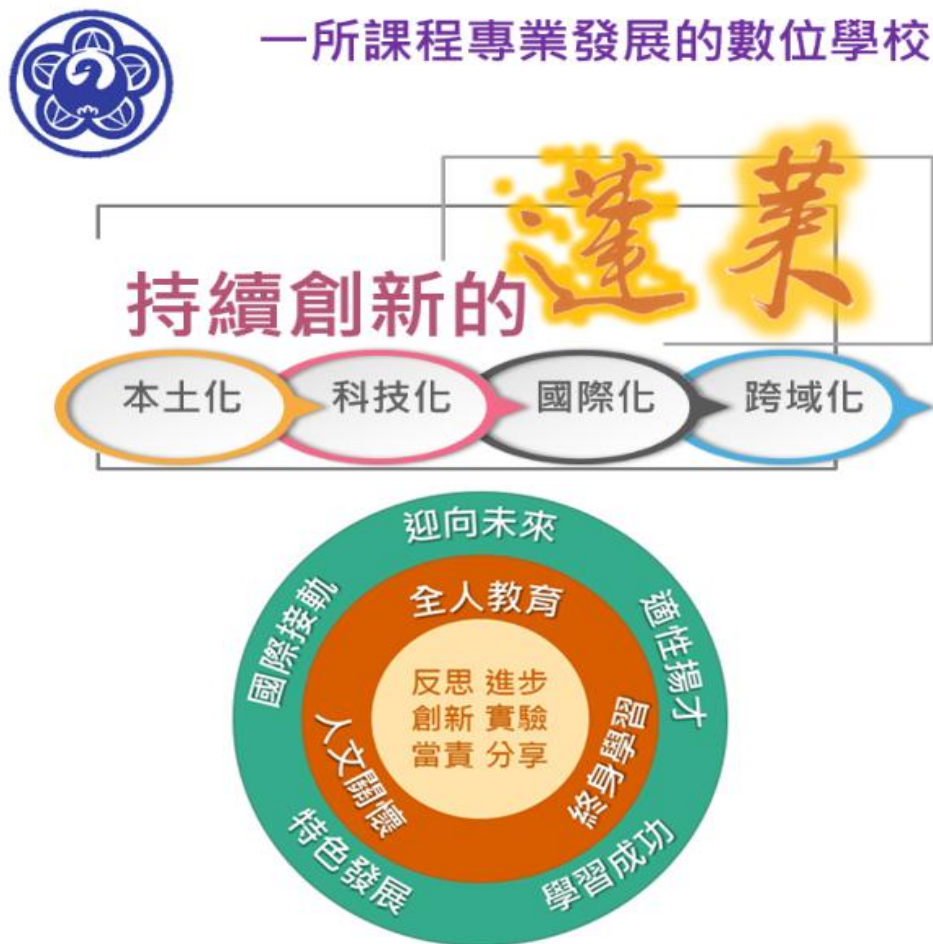 一所課程專業發展的數位學校
持續創新的蓬萊
本土化 科技化 國際化 跨域化
迎向未來
適性揚才
學習成功
特色發展
國際接軌
全人教育
終身學習
人文關懷
反思 進步
創新 實驗
當責 分享